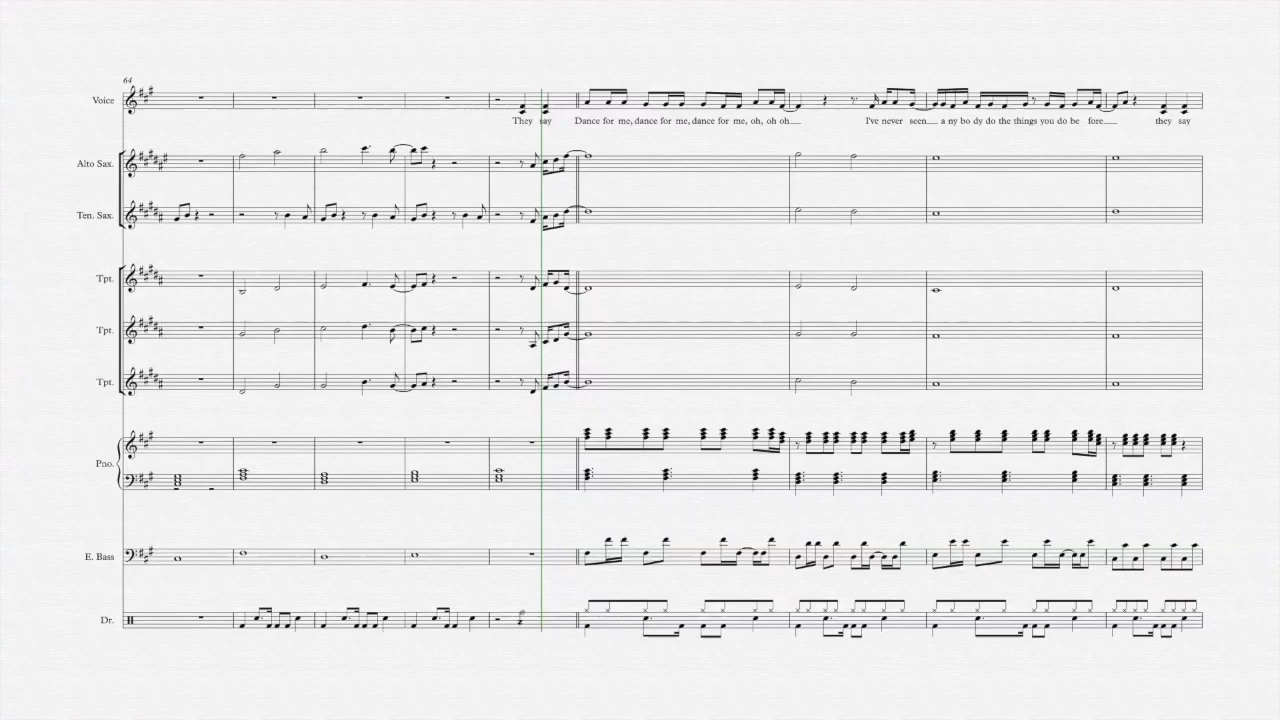 64
Voice
They say Dance for me, dance for me, dance for me, oh, oh oh I've never seen a ny bo dy do the things you do be fore they say
Alto Sax.
Ten. Sax.
Tpt.
Tpt.
Tpt.
Pno.
E. Bass
Dr.